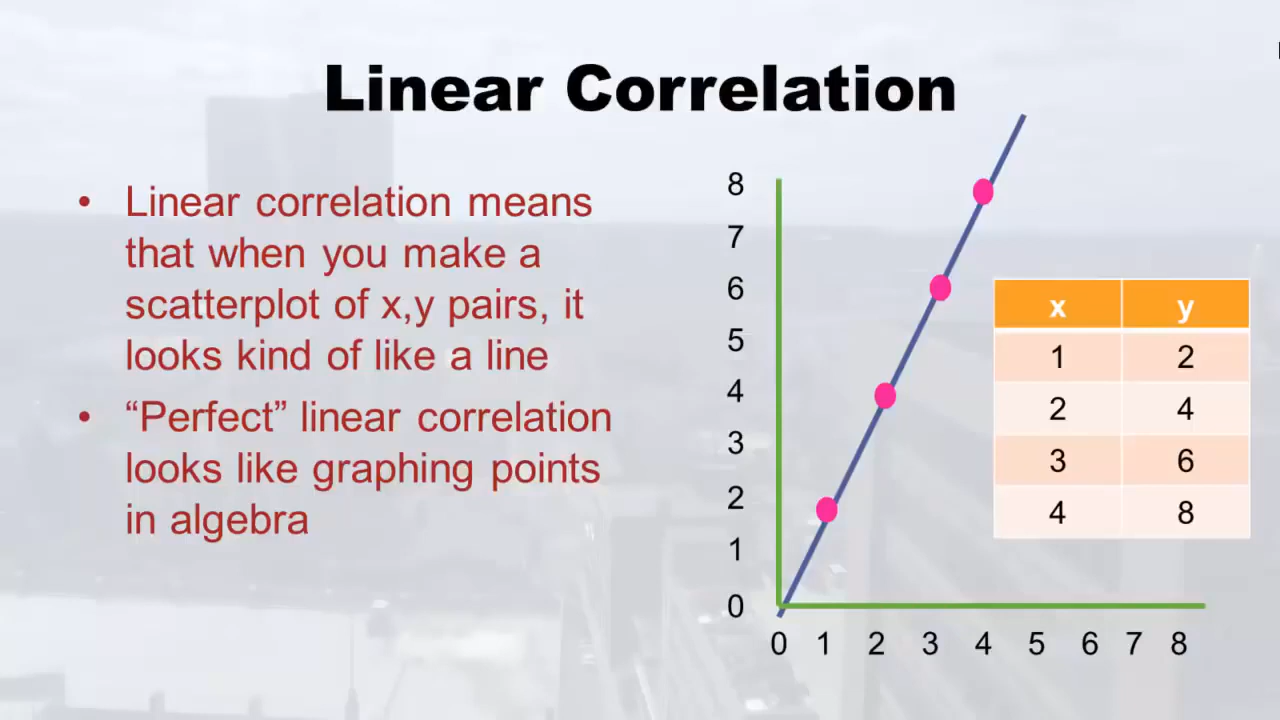 Linear Correlation
• Linear correlation means
that when you make a
scatterplot of x,y pairs, it
looks kind of like a line
• “Perfect” linear correlation
looks like graphing points
in algebra
8
7
6
5
4
3
2
1
0
0 1 2 3 4 5 6 7 8
x y
1 2
2 4
3 6
4 8